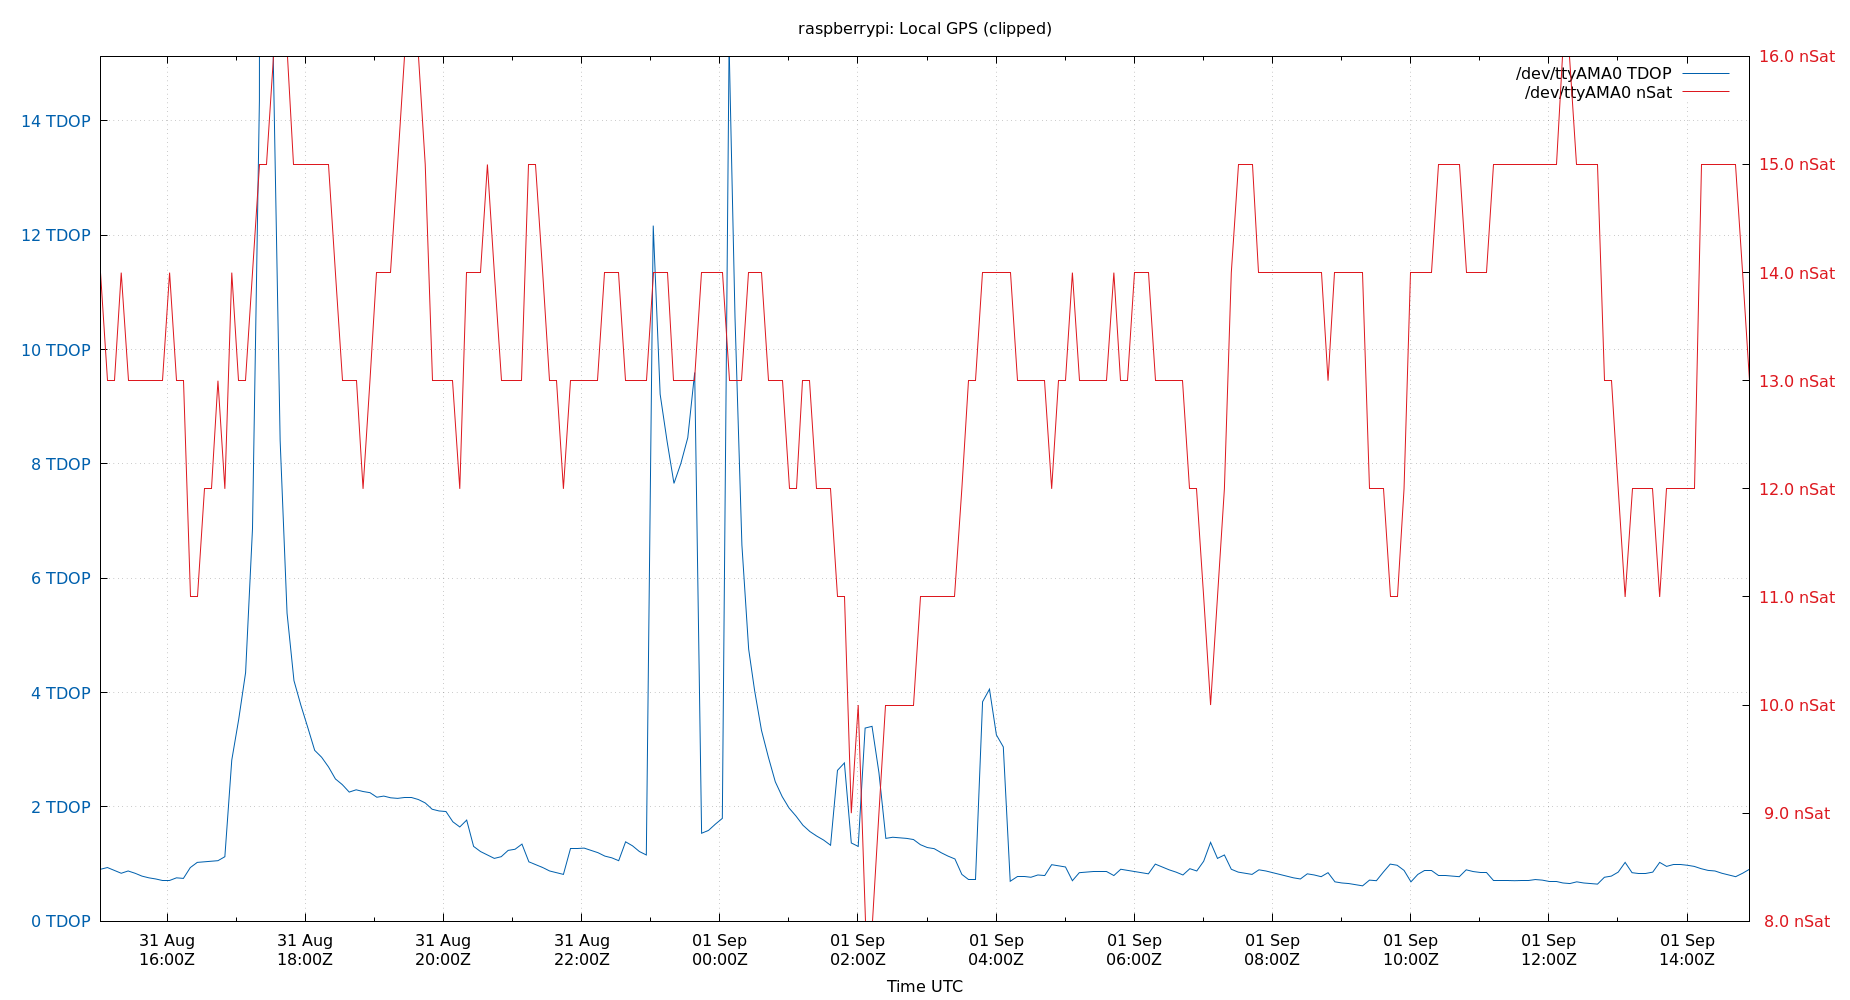 raspberrypi: Local GPS (clipped)
16.0 nSat
/dev/ttyAMA0 TDOP
/dev/ttyAMA0 nSat
14 TDOP
15.0 nSat
12 TDOP
14.0 nSat
10 TDOP
13.0 nSat
8 TDOP
12.0 nSat
6 TDOP
11.0 nSat
4 TDOP
10.0 nSat
2 TDOP
9.0 nSat
0 TDOP
8.0 nSat
31 Aug
16:00Z
31 Aug
18:00Z
31 Aug
20:00Z
31 Aug
22:00Z
01 Sep
00:00Z
01 Sep
02:00Z
01 Sep
04:00Z
01 Sep
06:00Z
01 Sep
08:00Z
01 Sep
10:00Z
01 Sep
12:00Z
01 Sep
14:00Z
Time UTC